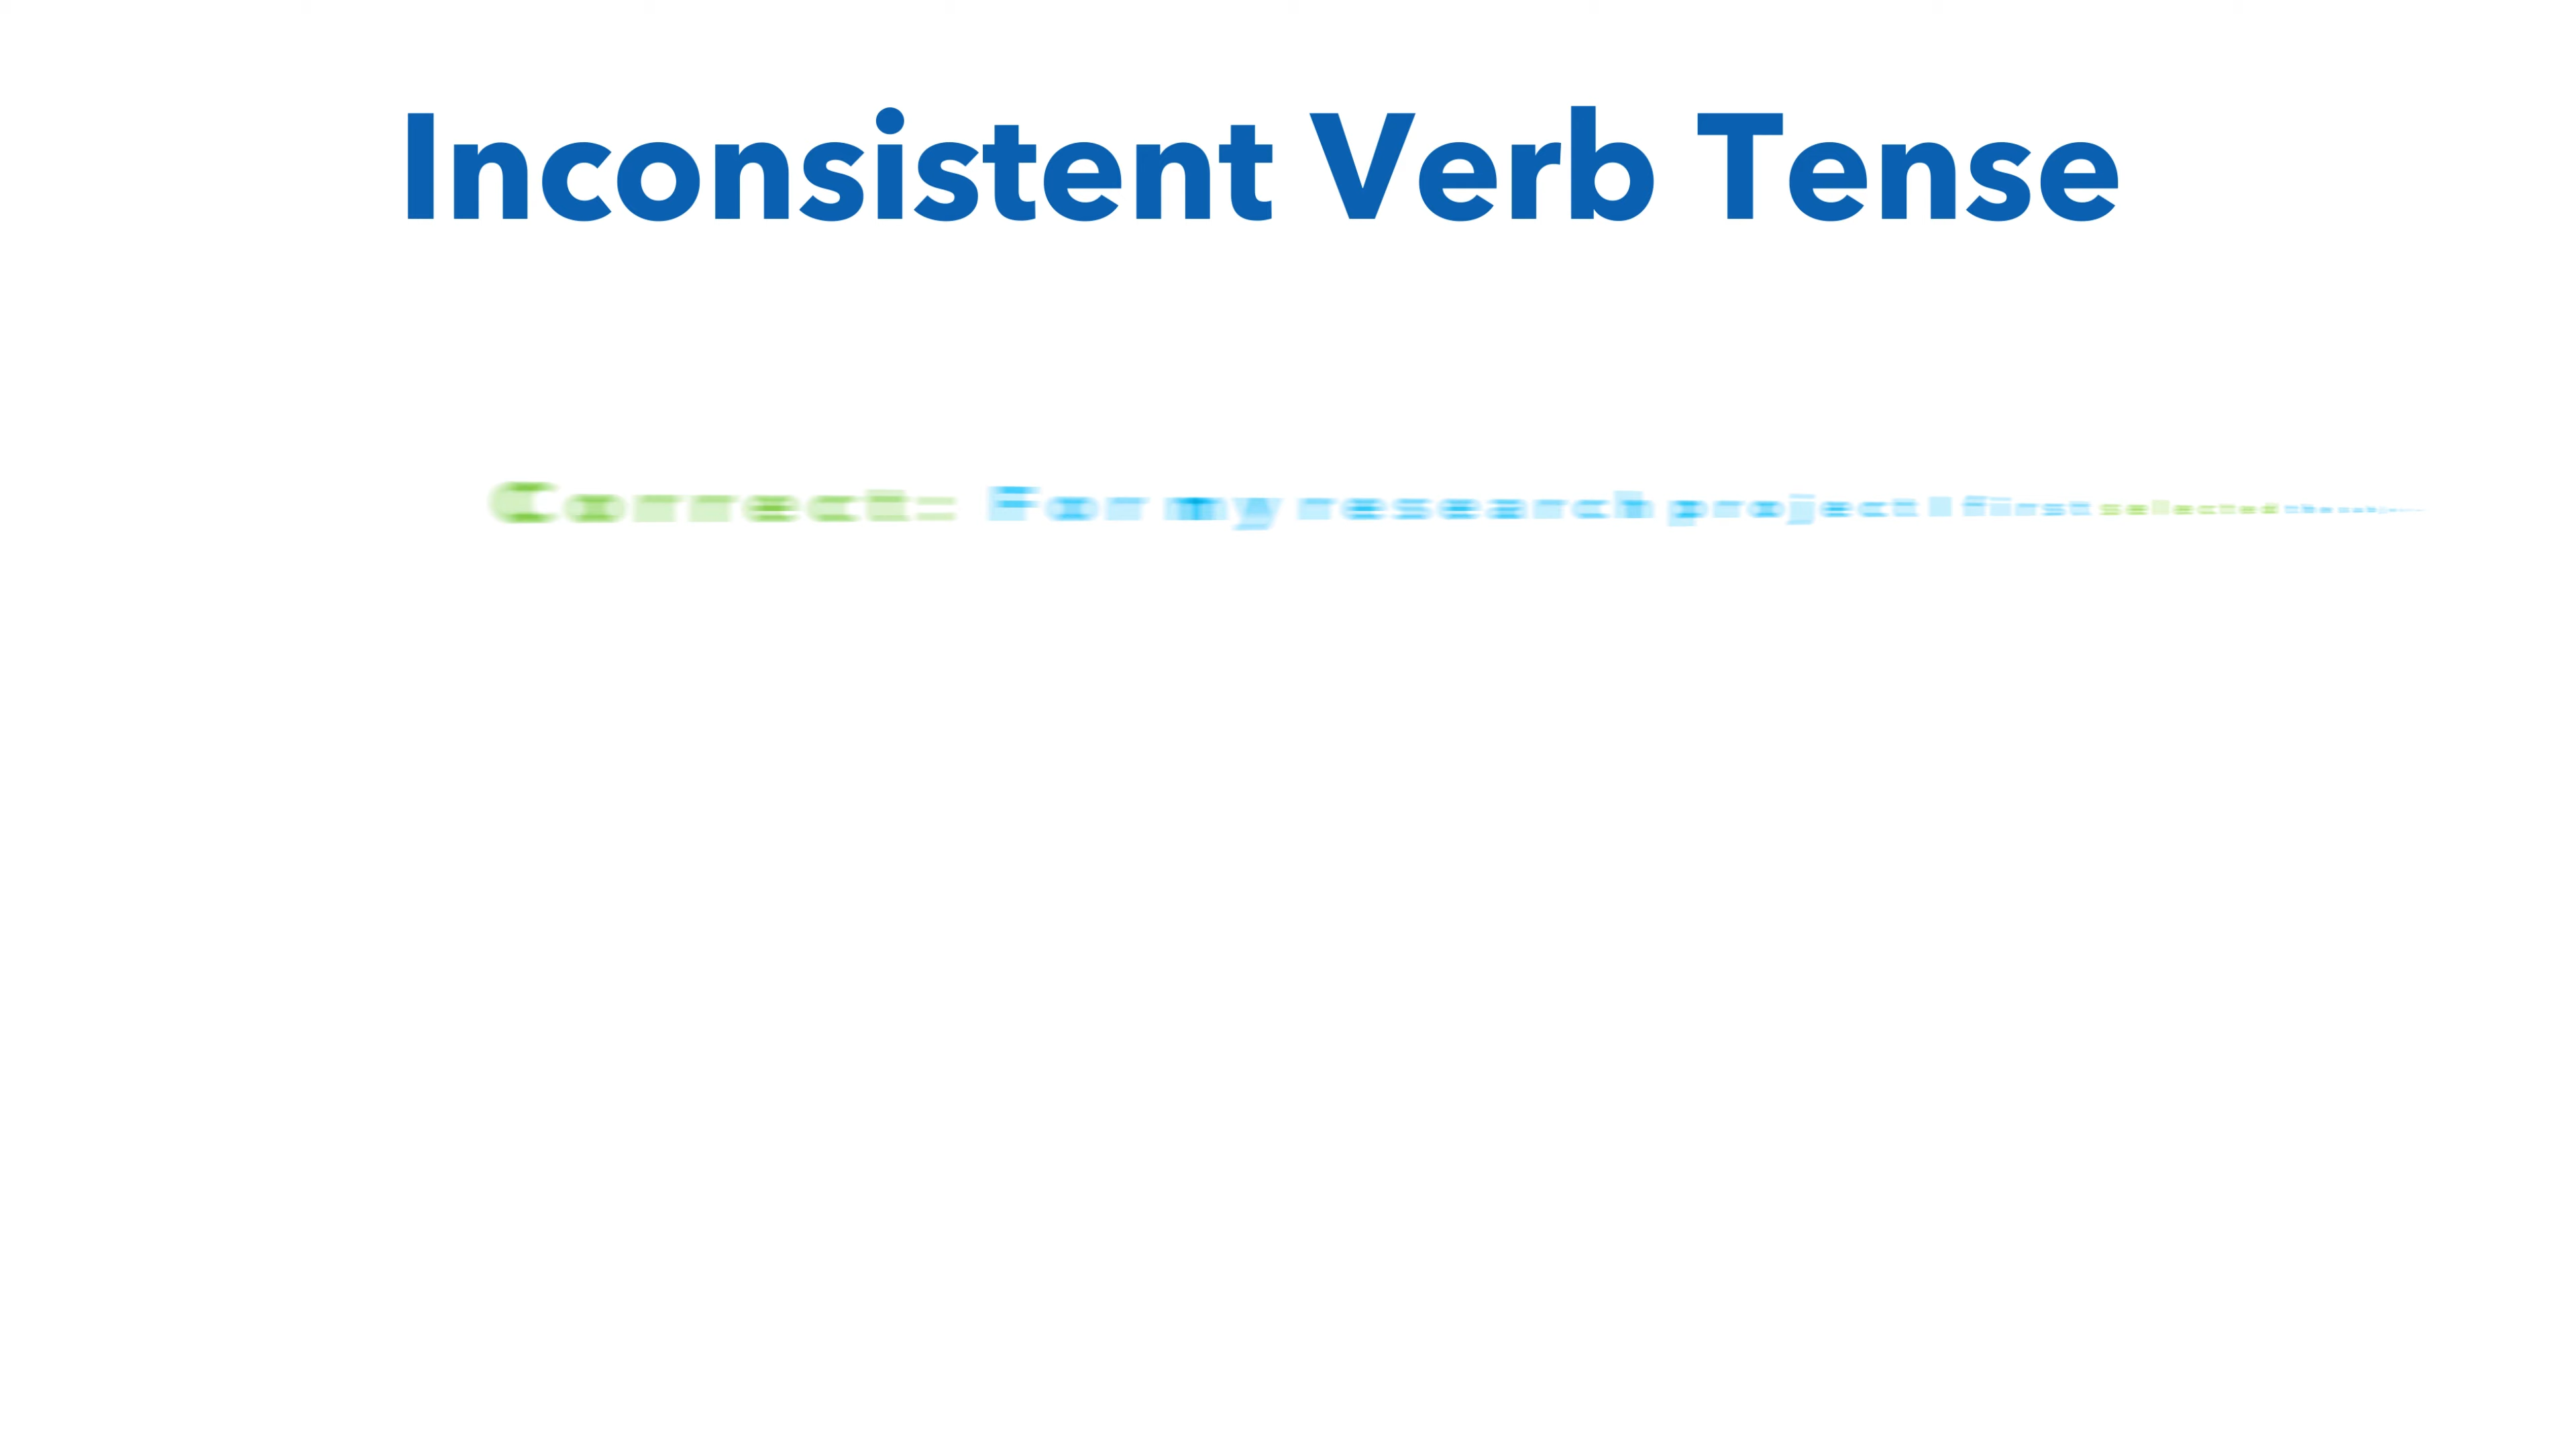 Inconsistent Verb Tense
Correct: For my research project I first selected